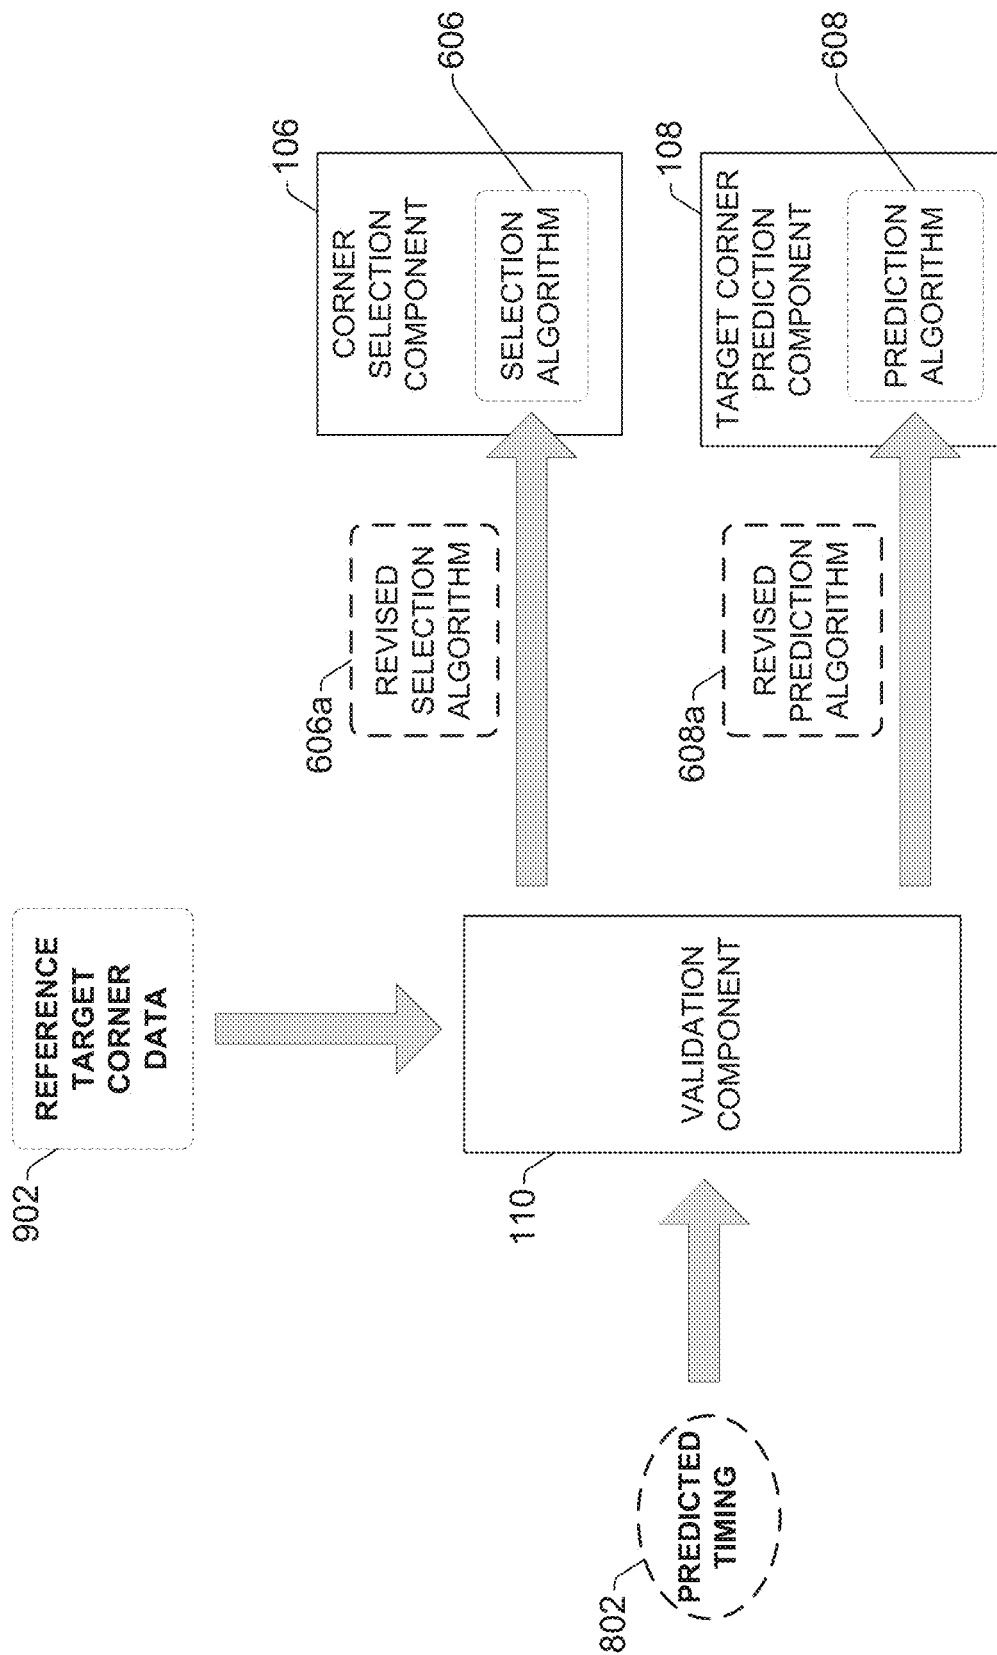 902
REFERENCE
TARGET
CORNER
DATA
802
PREDICTED
TIMING
110
VALIDATION
COMPONENT
606a
REVISED
SELECTION
ALGORITHM
106
CORNER
SELECTION
COMPONENT
606
SELECTION
ALGORITHM
608a
REVISED
PREDICTION
ALGORITHM
108
TARGET CORNER
PREDICTION
COMPONENT
608
PREDICTION
ALGORITHM